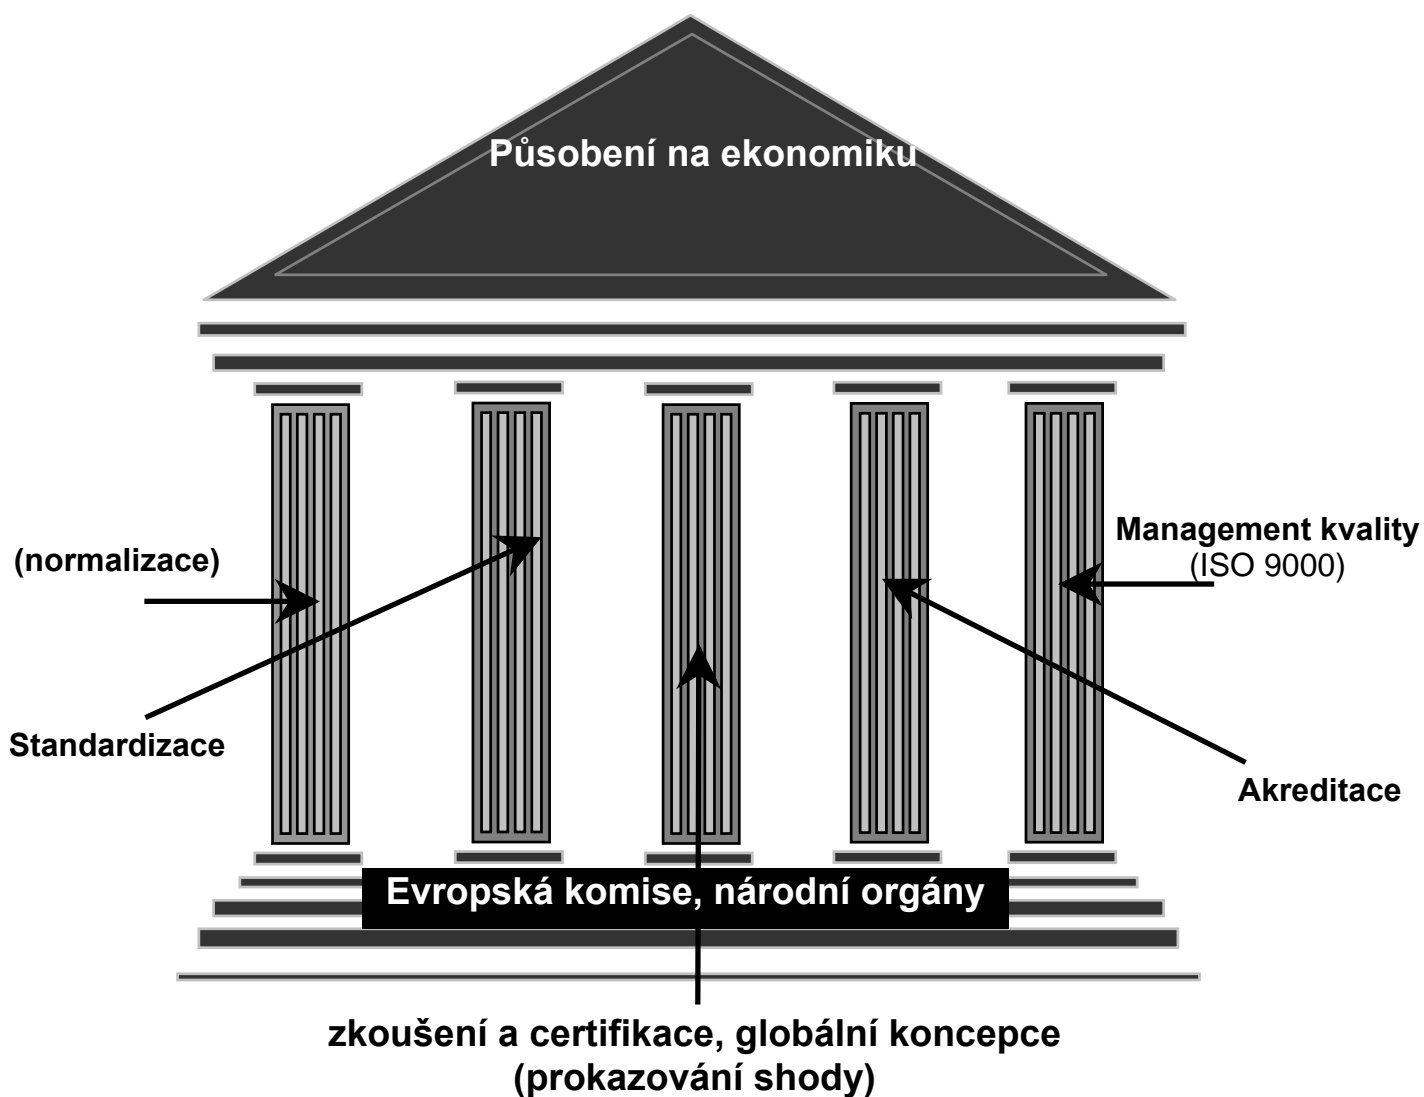 Působení na ekonomiku
(normalizace)
Management kvality
(ISO 9000)
Standardizace
Akreditace
Evropská komise, národní orgány
zkoušení a certifikace, globální koncepce
(prokazování shody)